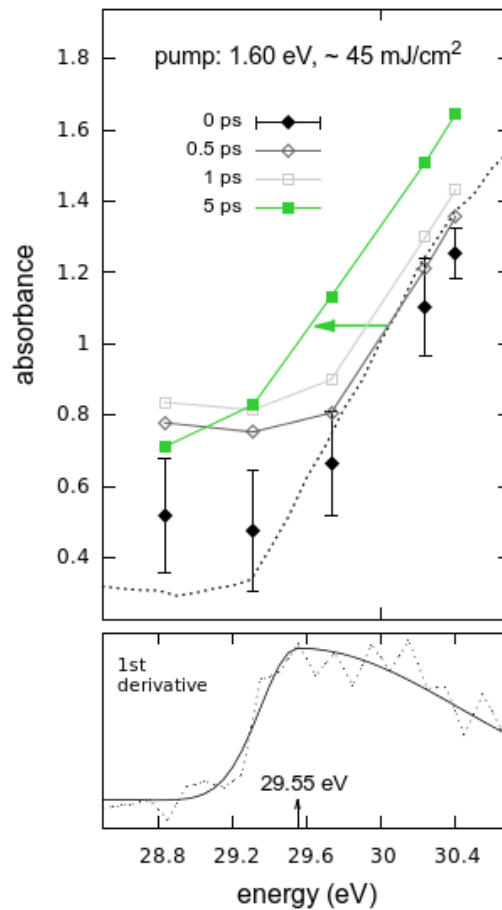 pump: 1.60 eV, ~ 45 mJ/cm²
0 ps
0.5 ps
1 ps
5 ps
1.8
1.6
1.4
1.2
1
0.8
0.6
0.4
absorbance
1st
derivative
29.55 eV
28.8 29.2 29.6 30 30.4
energy (eV)